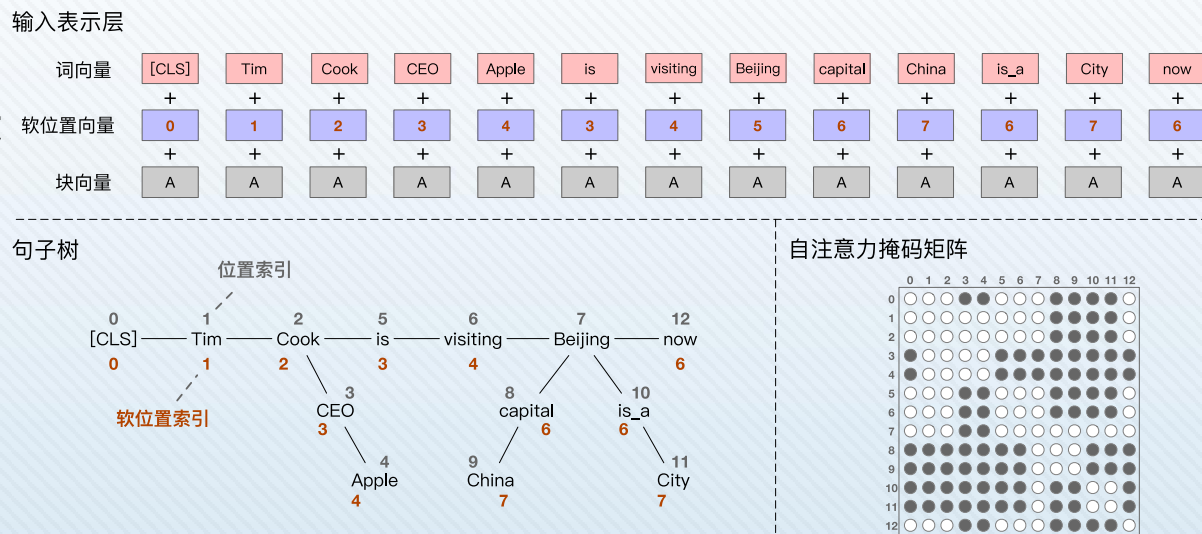 输入表示层
词向量 [CLS] Tim Cook CEO Apple is visiting Beijing capital China is_a City now
+ + + + + + + + + + + + +
软位置向量 0 1 2 3 4 3 4 5 6 7 6 7 6
+ + + + + + + + + + + + +
块向量 A A A A A A A A A A A A A
句子树
位置索引
0 1 2 5 6 7 12
[CLS] Tim Cook is visiting Beijing now
0 1 2 3 4 5 6
软位置索引
3 8 10
CEO capital is_a
3 6 6
4 9 11
Apple China City
4 7 7
自注意力掩码矩阵
0 1 2 3 4 5 6 7 8 9 10 11 12
0
1
2
3
4
5
6
7
8
9
10
11
12